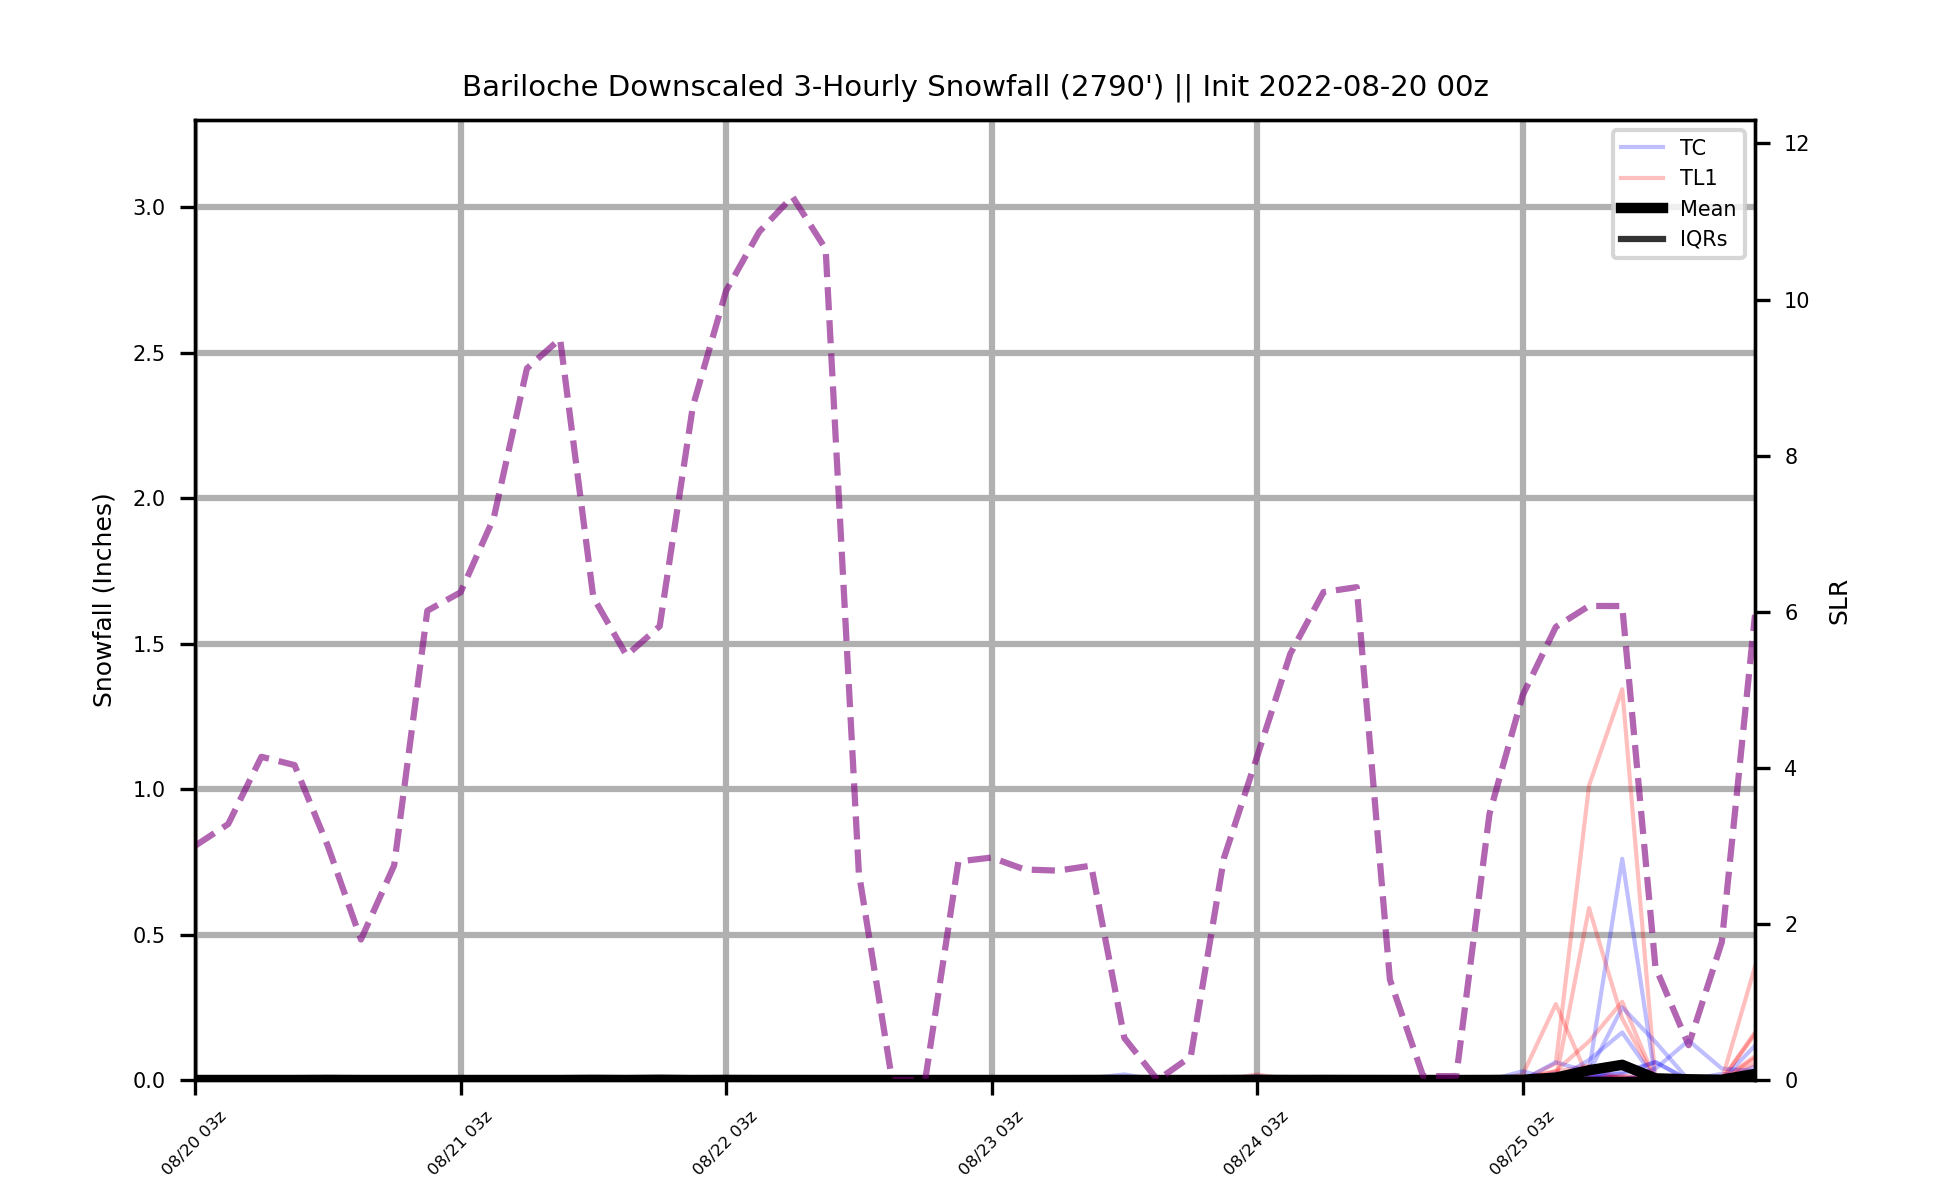 Bariloche Downscaled 3-Hourly Snowfall (2790') || Init 2022-08-20 00z
TC
TL1
Mean
IQRs
Snowfall (Inches)
3.0
2.5
2.0
1.5
1.0
0.5
0.0
12
10
8
6
4
2
0
SLR
08/20 03z
08/21 03z
08/22 03z
08/23 03z
08/24 03z
08/25 03z